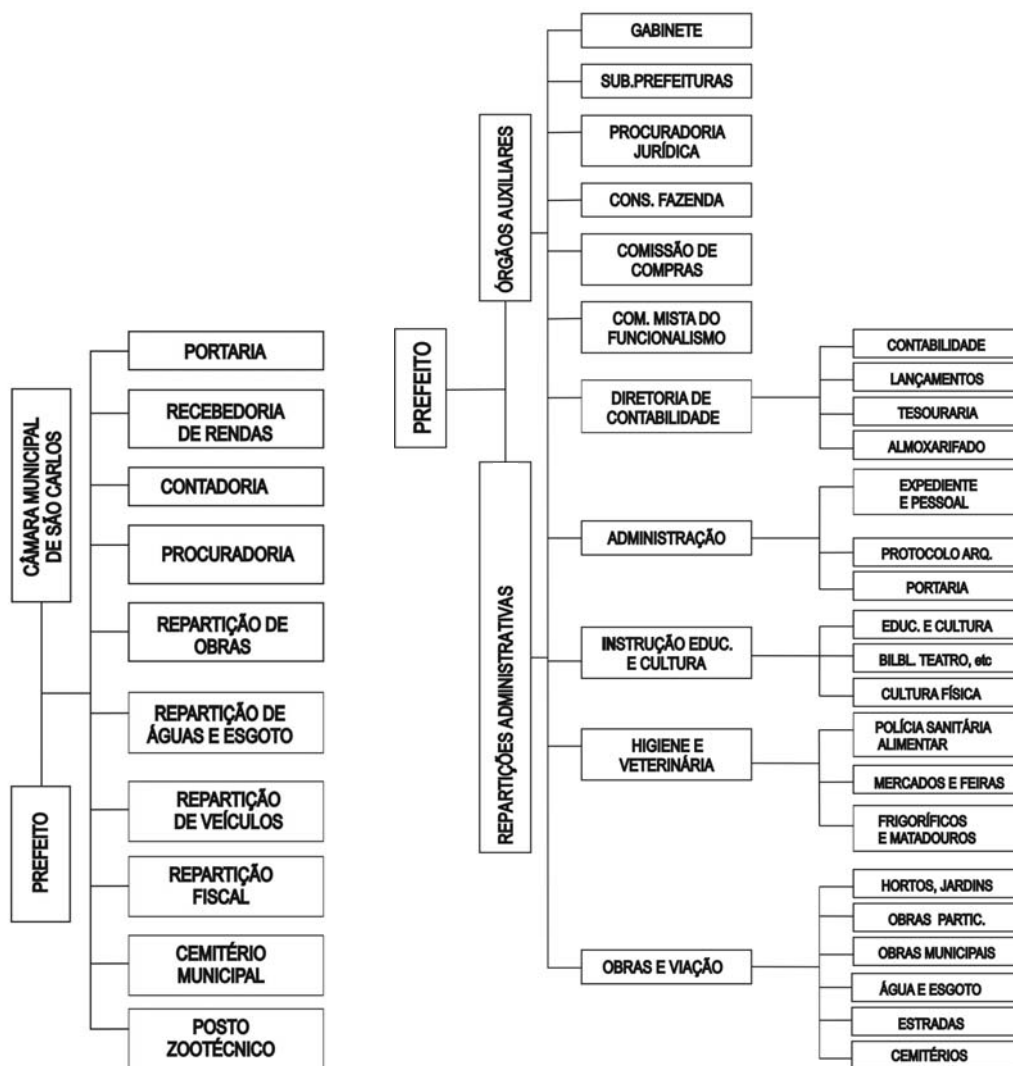 CÂMARA MUNICIPAL
DE SÃO CARLOS
PREFEITO
PORTARIA
RECEBEDORIA
DE RENDAS
CONTADORIA
PROCURADORIA
REPARTIÇÃO DE
OBRAS
REPARTIÇÃO DE
ÁGUAS E ESGOTO
REPARTIÇÃO
DE VEÍCULOS
REPARTIÇÃO
FISCAL
CEMITÉRIO
MUNICIPAL
POSTO
ZOOTÉCNICO
PREFEITO
ÓRGÃOS AUXILIARES
REPARTIÇÕES ADMINISTRATIVAS
GABINETE
SUB.PREFEITURAS
PROCURADORIA
JURÍDICA
CONS. FAZENDA
COMISSÃO DE
COMPRAS
COM. MISTA DO
FUNCIONALISMO
DIRETORIA DE
CONTABILIDADE
CONTABILIDADE
LANÇAMENTOS
TESOURARIA
ALMOXARIFADO
ADMINISTRAÇÃO
EXPEDIENTE
E PESSOAL
PROTOCOLO ARQ.
PORTARIA
INSTRUÇÃO EDUC.
E CULTURA
EDUC. E CULTURA
BILBL. TEATRO, etc
CULTURA FÍSICA
HIGIENE E
VETERINÁRIA
POLÍCIA SANITÁRIA
ALIMENTAR
MERCADOS E FEIRAS
FRIGORÍFICOS
E MATADOUROS
OBRAS E VIAÇÃO
HORTOS, JARDINS
OBRAS PARTIC.
OBRAS MUNICIPAIS
ÁGUA E ESGOTO
ESTRADAS
CEMITÉRIOS